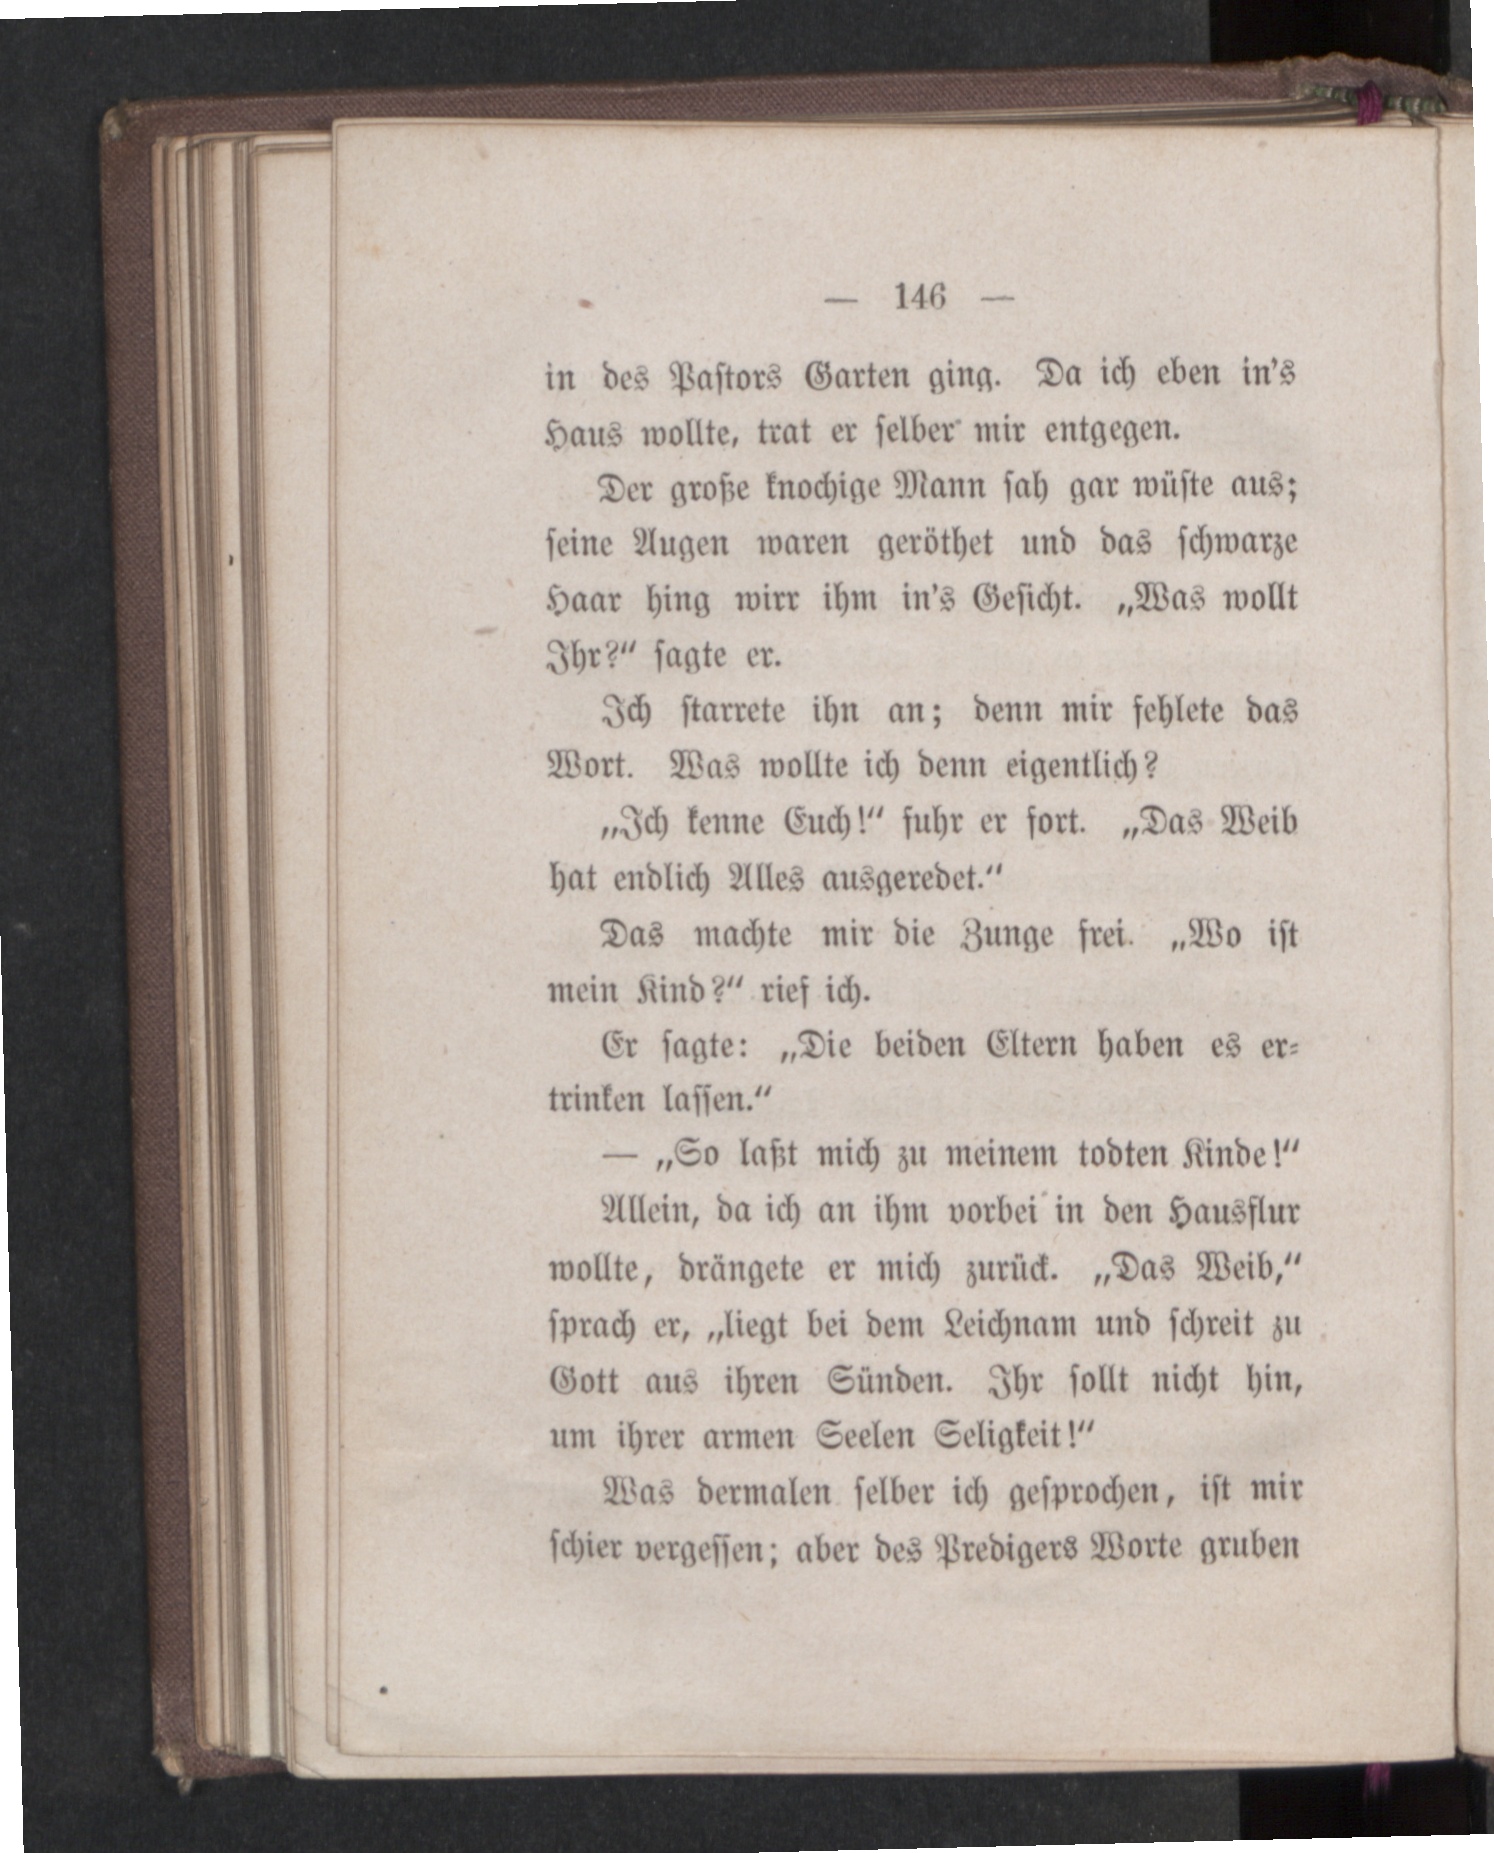 — 146 —
in des Pastors Garten ging. Da ich eben in's
Haus wollte, trat er selber mir entgegen.
Der große knochige Mann sah gar wüste aus;
seine Augen waren geröthet und das schwarze
Haar hing wirr ihm in's Gesicht. „Was wollt
Ihr?“ sagte er.
Ich starrete ihn an; denn mir fehlete das
Wort. Was wollte ich denn eigentlich?
„Ich kenne Euch!“ fuhr er fort. „Das Weib
hat endlich Alles ausgeredet.“
Das machte mir die Zunge frei. „Wo ist
mein Kind?“ rief ich.
Er sagte: „Die beiden Eltern haben es er-
trinken lassen.“
— „So laßt mich zu meinem todten Kinde!“
Allein, da ich an ihm vorbei in den Hausflur
wollte, drängete er mich zurück. „Das Weib,“
sprach er, „liegt bei dem Leichnam und schreit zu
Gott aus ihren Sünden. Ihr sollt nicht hin,
um ihrer armen Seelen Seligkeit!“
Was dermalen selber ich gesprochen, ist mir
schier vergessen; aber des Predigers Worte gruben